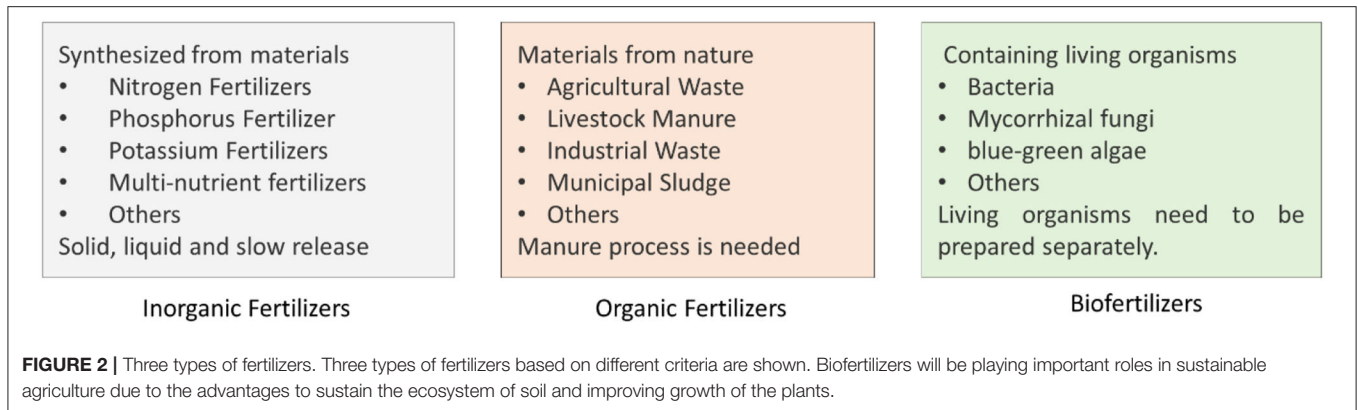 Synthesized from materials
• Nitrogen Fertilizers
• Phosphorus Fertilizer
• Potassium Fertilizers
• Multi-nutrient fertilizers
• Others
Solid, liquid and slow release
Inorganic Fertilizers
Materials from nature
• Agricultural Waste
• Livestock Manure
• Industrial Waste
• Municipal Sludge
• Others
Manure process is needed
Organic Fertilizers
Containing living organisms
• Bacteria
• Mycorrhizal fungi
• blue-green algae
• Others
Living organisms need to be
prepared separately.
Biofertilizers
FIGURE 2 | Three types of fertilizers. Three types of fertilizers based on different criteria are shown. Biofertilizers will be playing important roles in sustainable
agriculture due to the advantages to sustain the ecosystem of soil and improving growth of the plants.